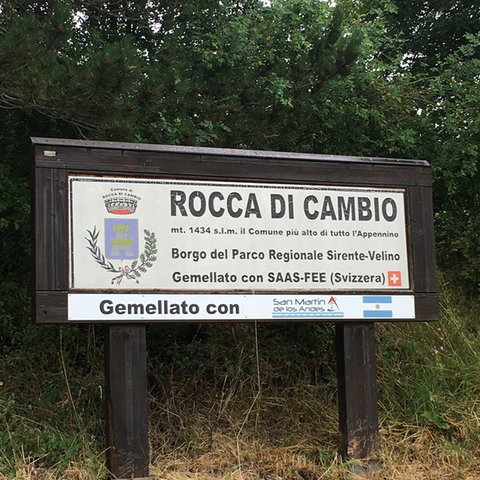 Comune di
ROCCA DI CAMBIO
ROCCA DI CAMBIO
mt. 1434 s.l.m. il Comune più alto di tutto l'Appennino
Borgo del Parco Regionale Sirente-Velino
Gemellato con SAAS-FEE (Svizzera)
Gemellato con
San Martín
de los Andes